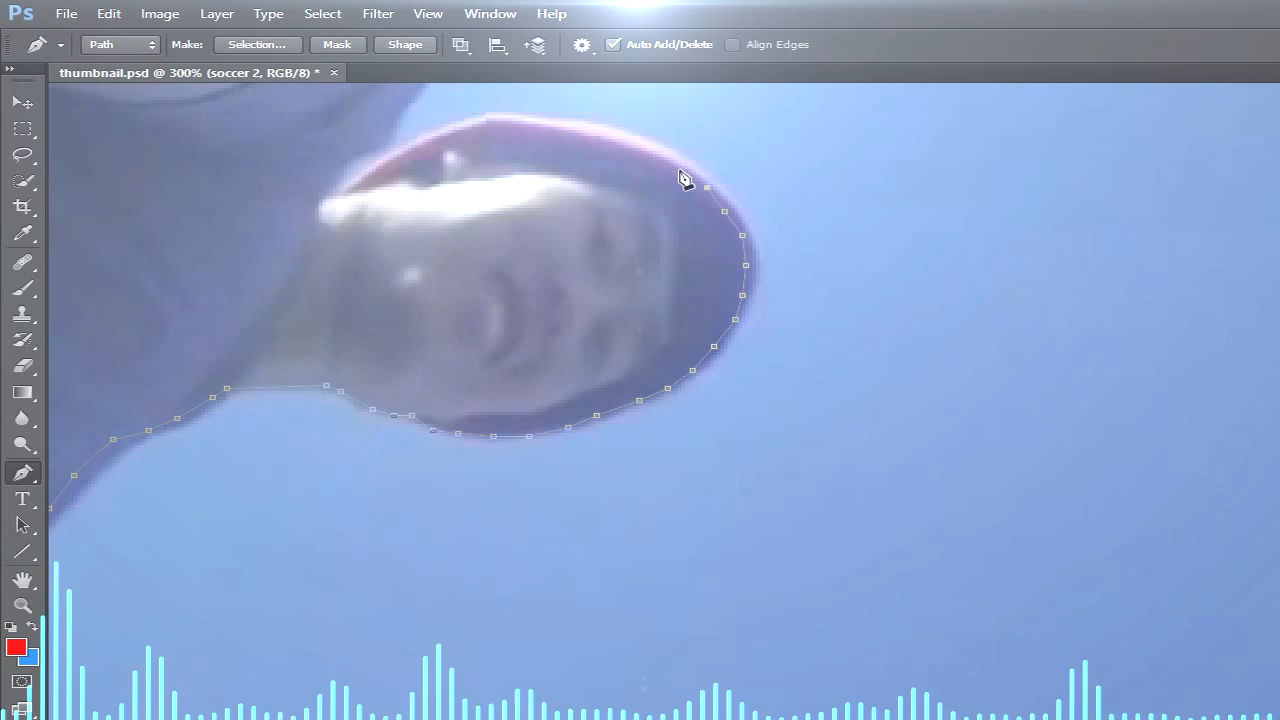 Ps File Edit Image Layer Type Select Filter View Window Help
Path Make: Selection... Mask Shape Auto Add/Delete Align Edges
thumbnail.psd @ 300% (soccer 2, RGB/8) * ×
T